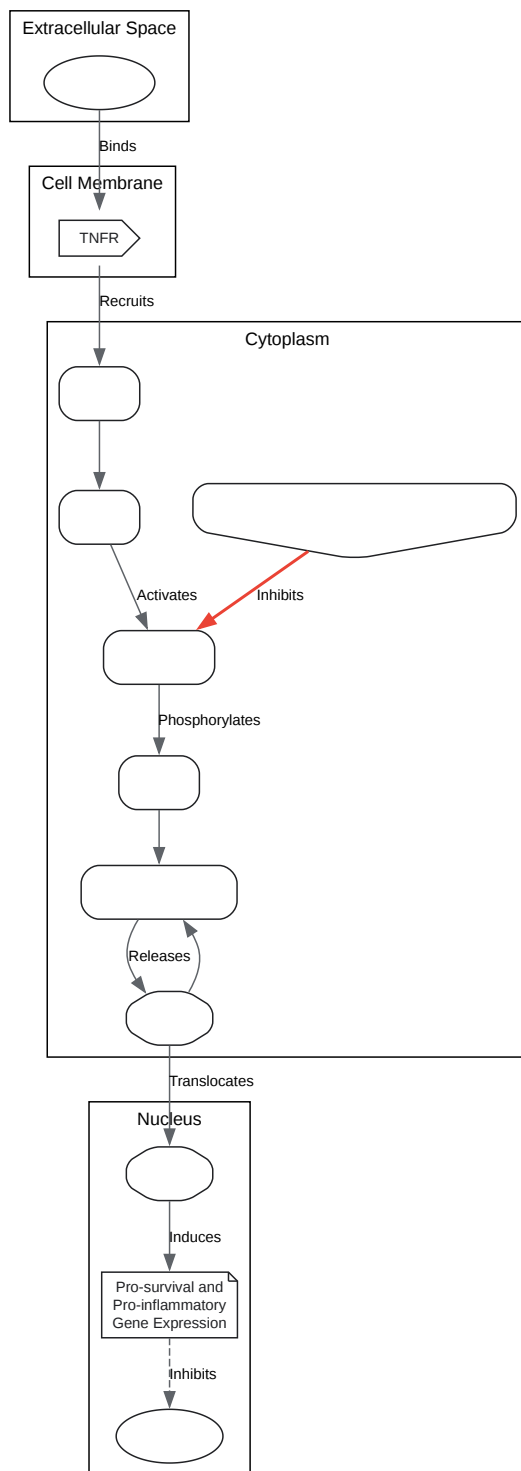 Extracellular Space
Binds
Cell Membrane
TNFR
Recruits
Cytoplasm
Activates
Inhibits
Phosphorylates
Releases
Translocates
Nucleus
Induces
Pro-survival and
Pro-inflammatory
Gene Expression
Inhibits